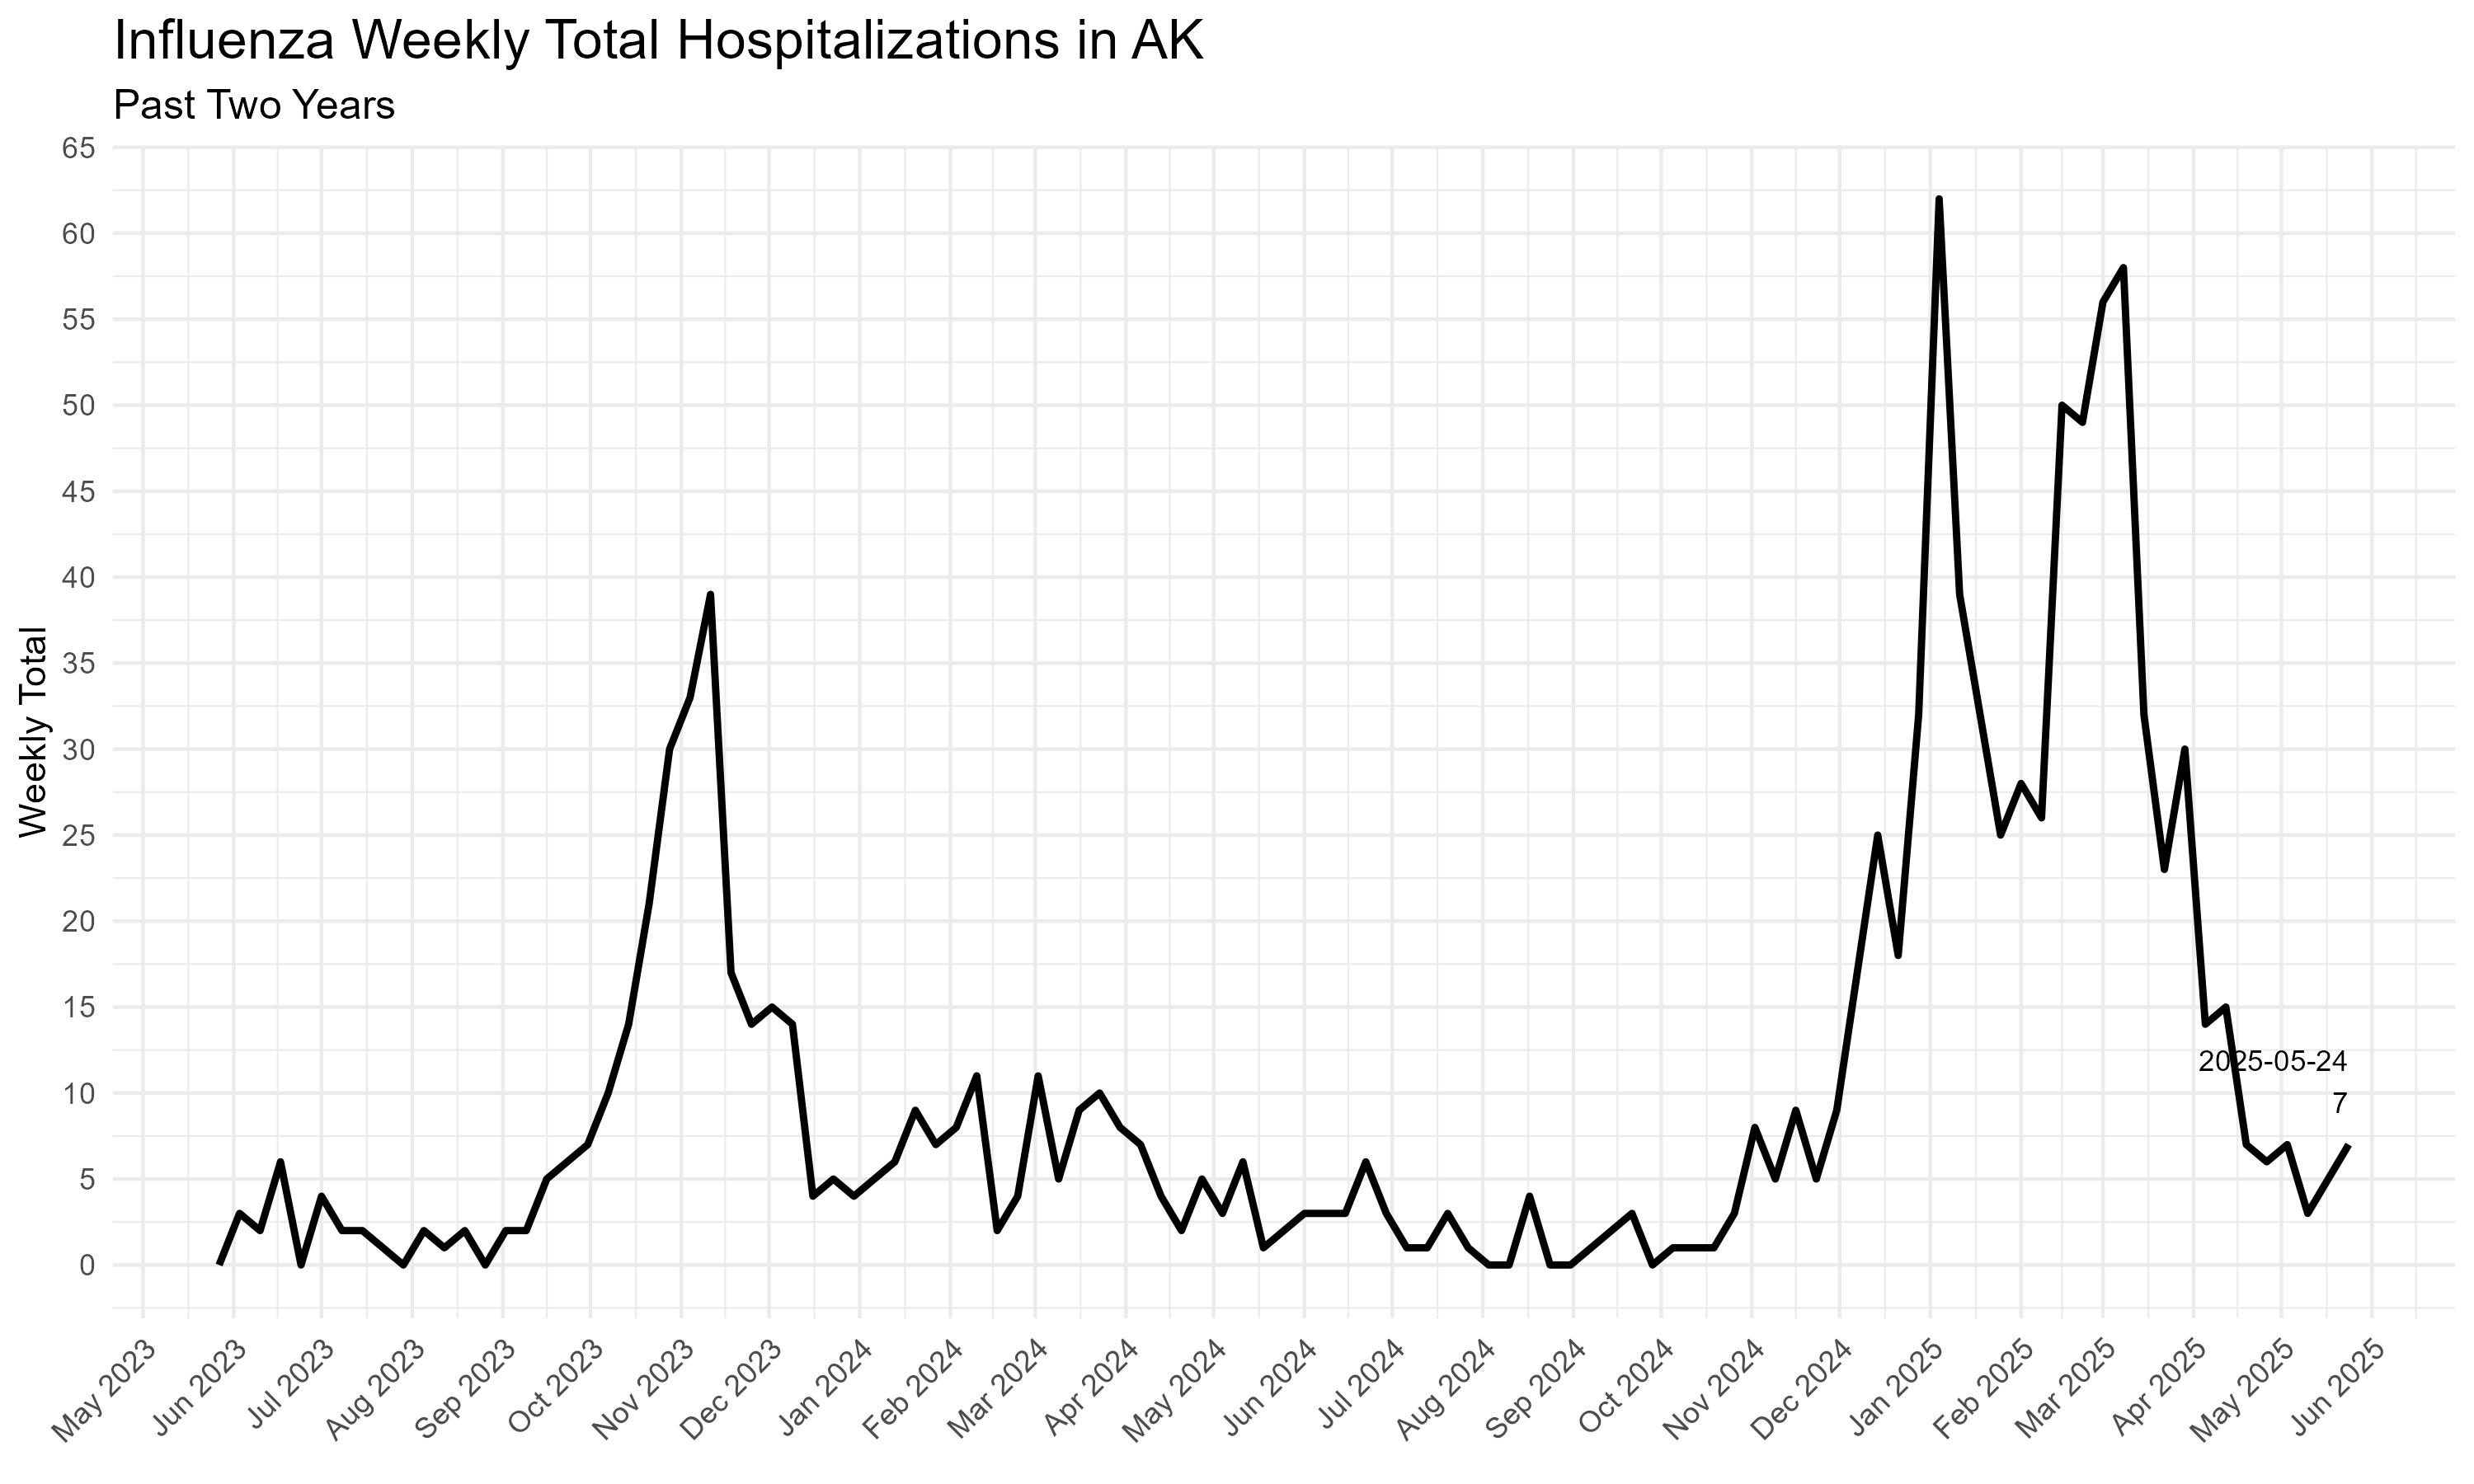 Influenza Weekly Total Hospitalizations in AK
Past Two Years
65
60
55
50
45
40
35
30
25
20
15
10
5
0
Weekly Total
2025-05-24
7
May 2023
Jun 2023
Jul 2023
Aug 2023
Sep 2023
Oct 2023
Nov 2023
Dec 2023
Jan 2024
Feb 2024
Mar 2024
Apr 2024
May 2024
Jun 2024
Jul 2024
Aug 2024
Sep 2024
Oct 2024
Nov 2024
Dec 2024
Jan 2025
Feb 2025
Mar 2025
Apr 2025
May 2025
Jun 2025